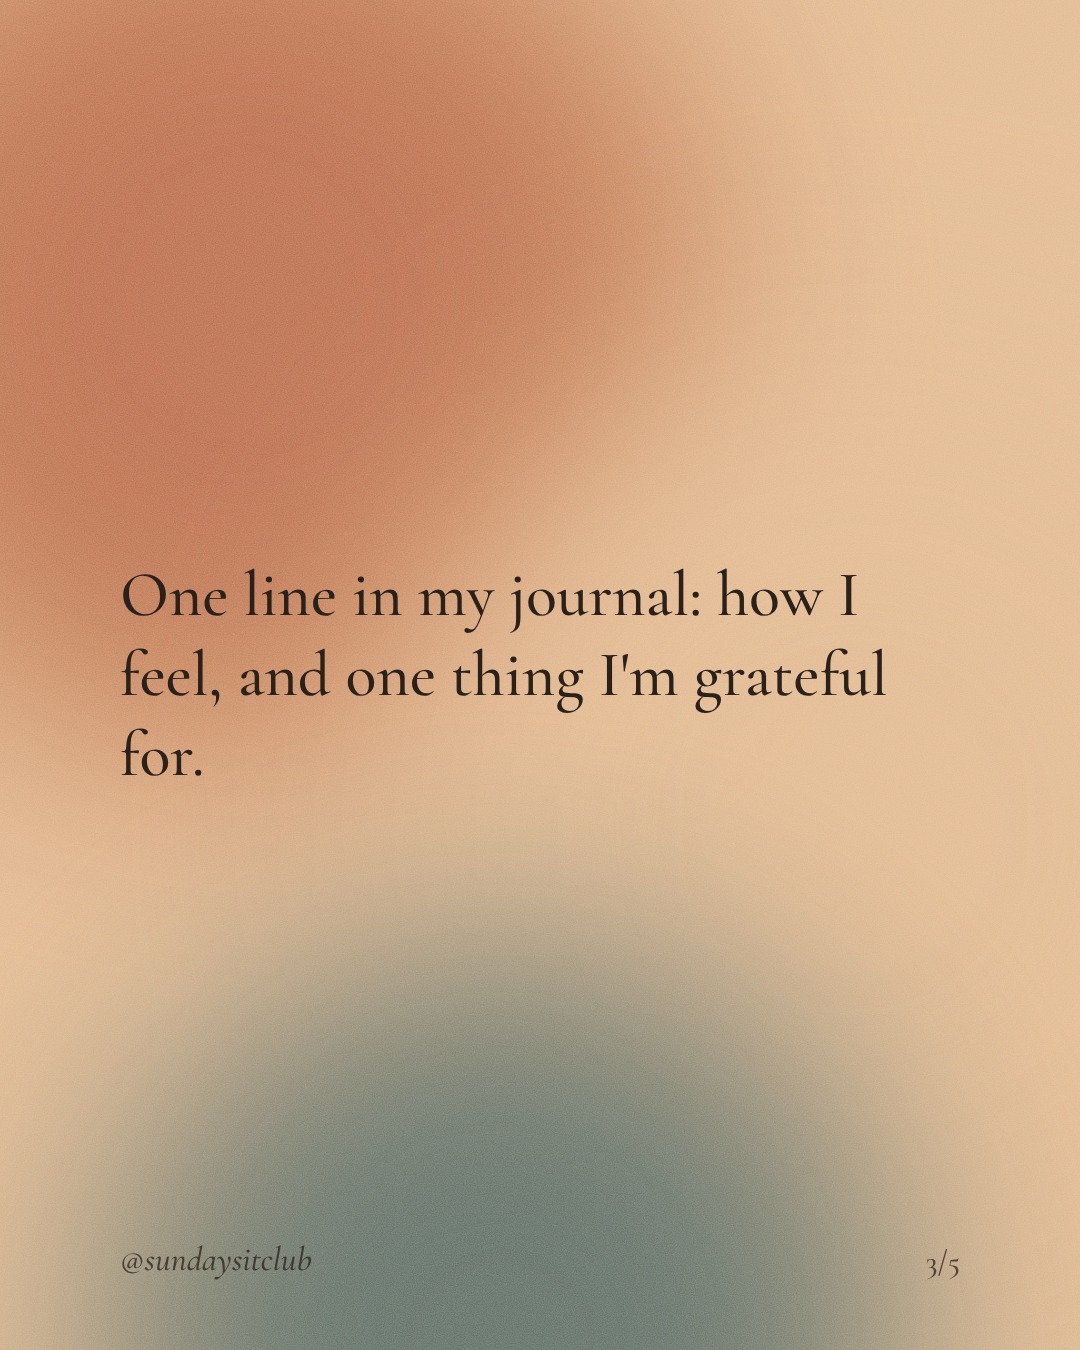 One line in my journal: how I
feel, and one thing I'm grateful
for.
@sundaysitclub
3/5